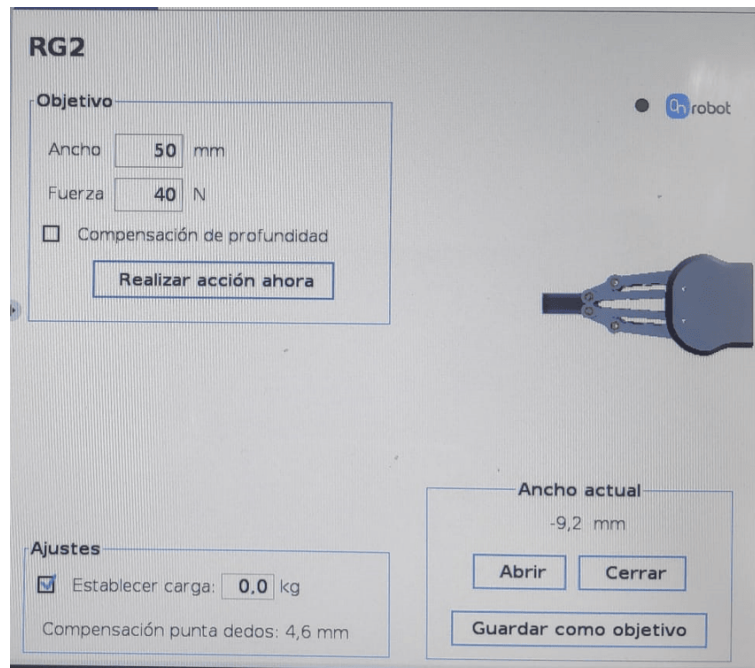 RG2
Objetivo
Ancho 50 mm
Fuerza 40 N
Compensación de profundidad
Realizar acción ahora
On robot
Ancho actual
-9,2 mm
Abrir
Cerrar
Guardar como objetivo
Ajustes
Establecer carga: 0,0 kg
Compensación punta dedos: 4,6 mm